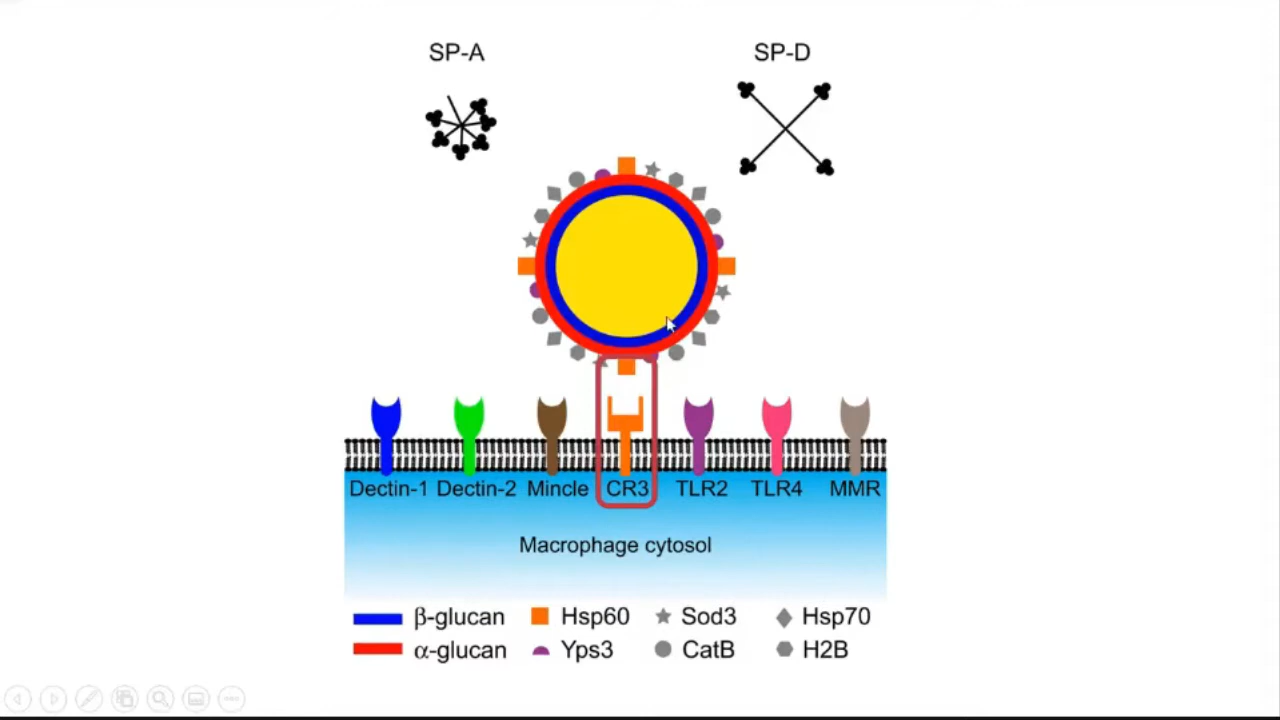 SP-A
SP-D
Dectin-1 Dectin-2 Mincle CR3 TLR2 TLR4 MMR
Macrophage cytosol
β-glucan Hsp60 Sod3 Hsp70
α-glucan Yps3 CatB H2B